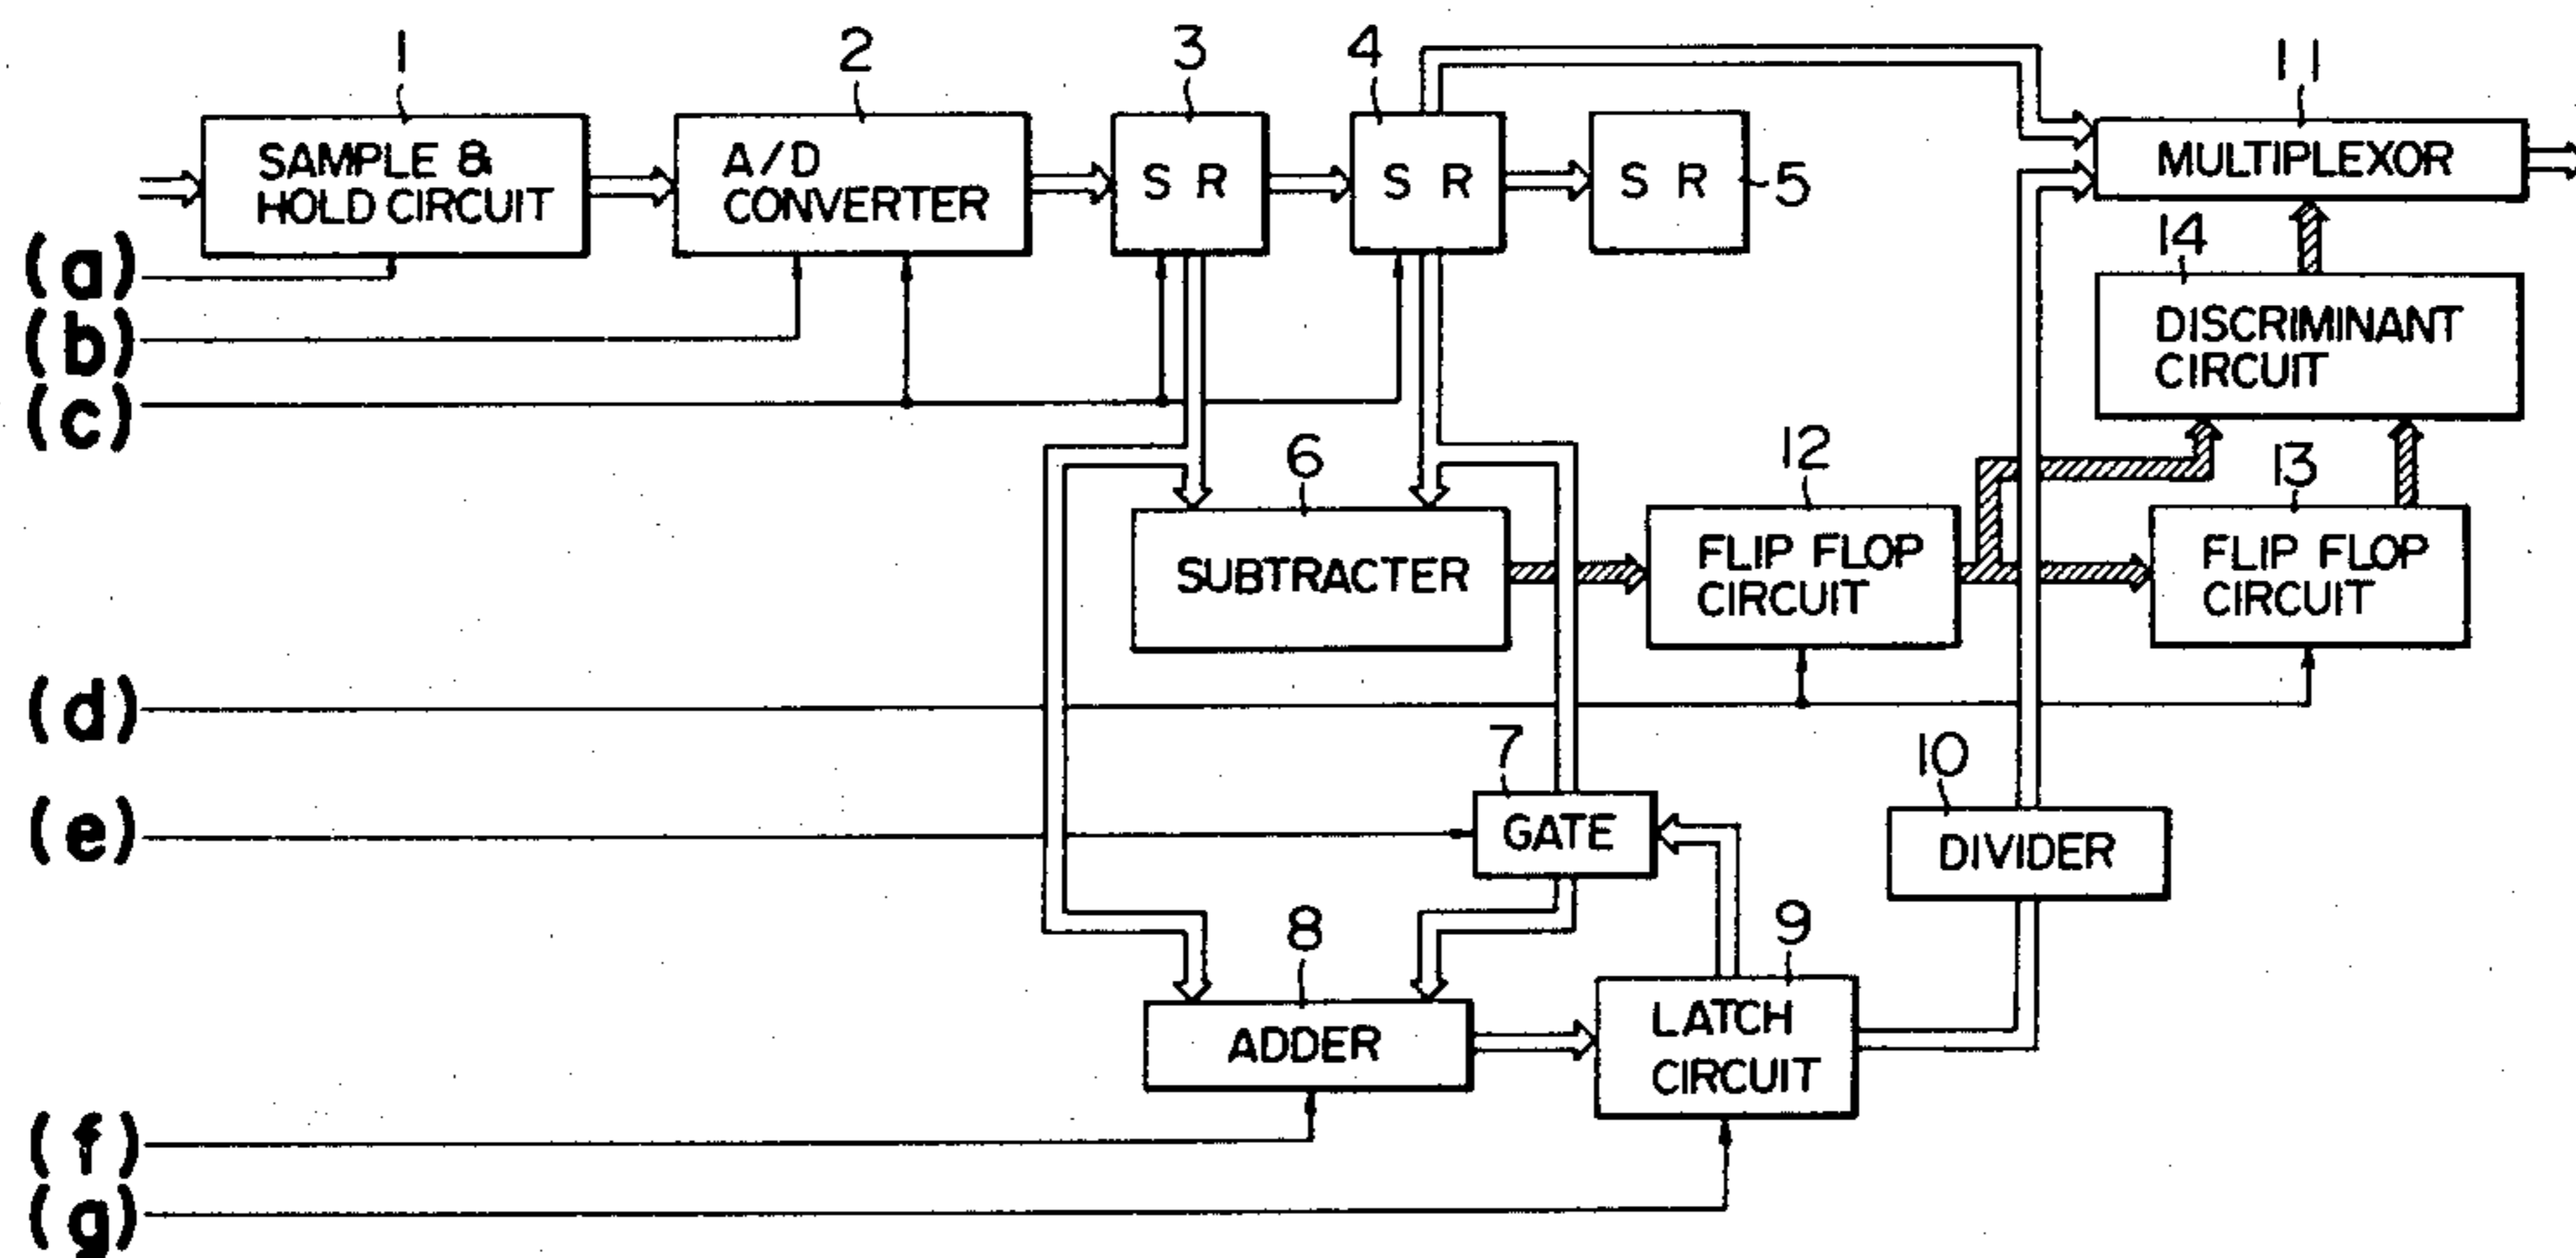 1
2
3
4
11
SAMPLE &
HOLD CIRCUIT
A/D
CONVERTER
S R
S R
S R
5
MULTIPLEXOR
(a)
(b)
(c)
14
DISCRIMINANT
CIRCUIT
6
12
13
SUBTRACTER
FLIP FLOP
CIRCUIT
FLIP FLOP
CIRCUIT
(d)
7
10
(e)
GATE
DIVIDER
8
9
ADDER
LATCH
CIRCUIT
(f)
(g)